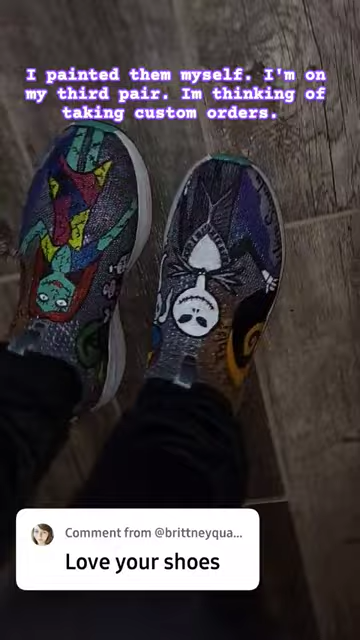 I painted them myself. I'm on
my third pair. Im thinking of
taking custom orders.
Comment from @brittneyqua...
Love your shoes